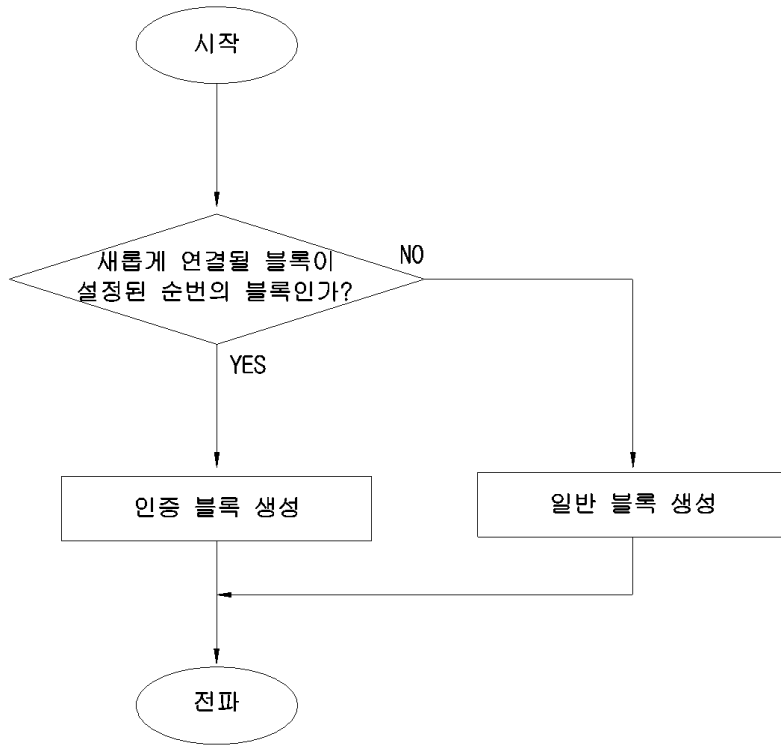 시작
새롭게 연결될 블록이
설정된 순번의 블록인가?
NO
YES
인증 블록 생성
일반 블록 생성
전파